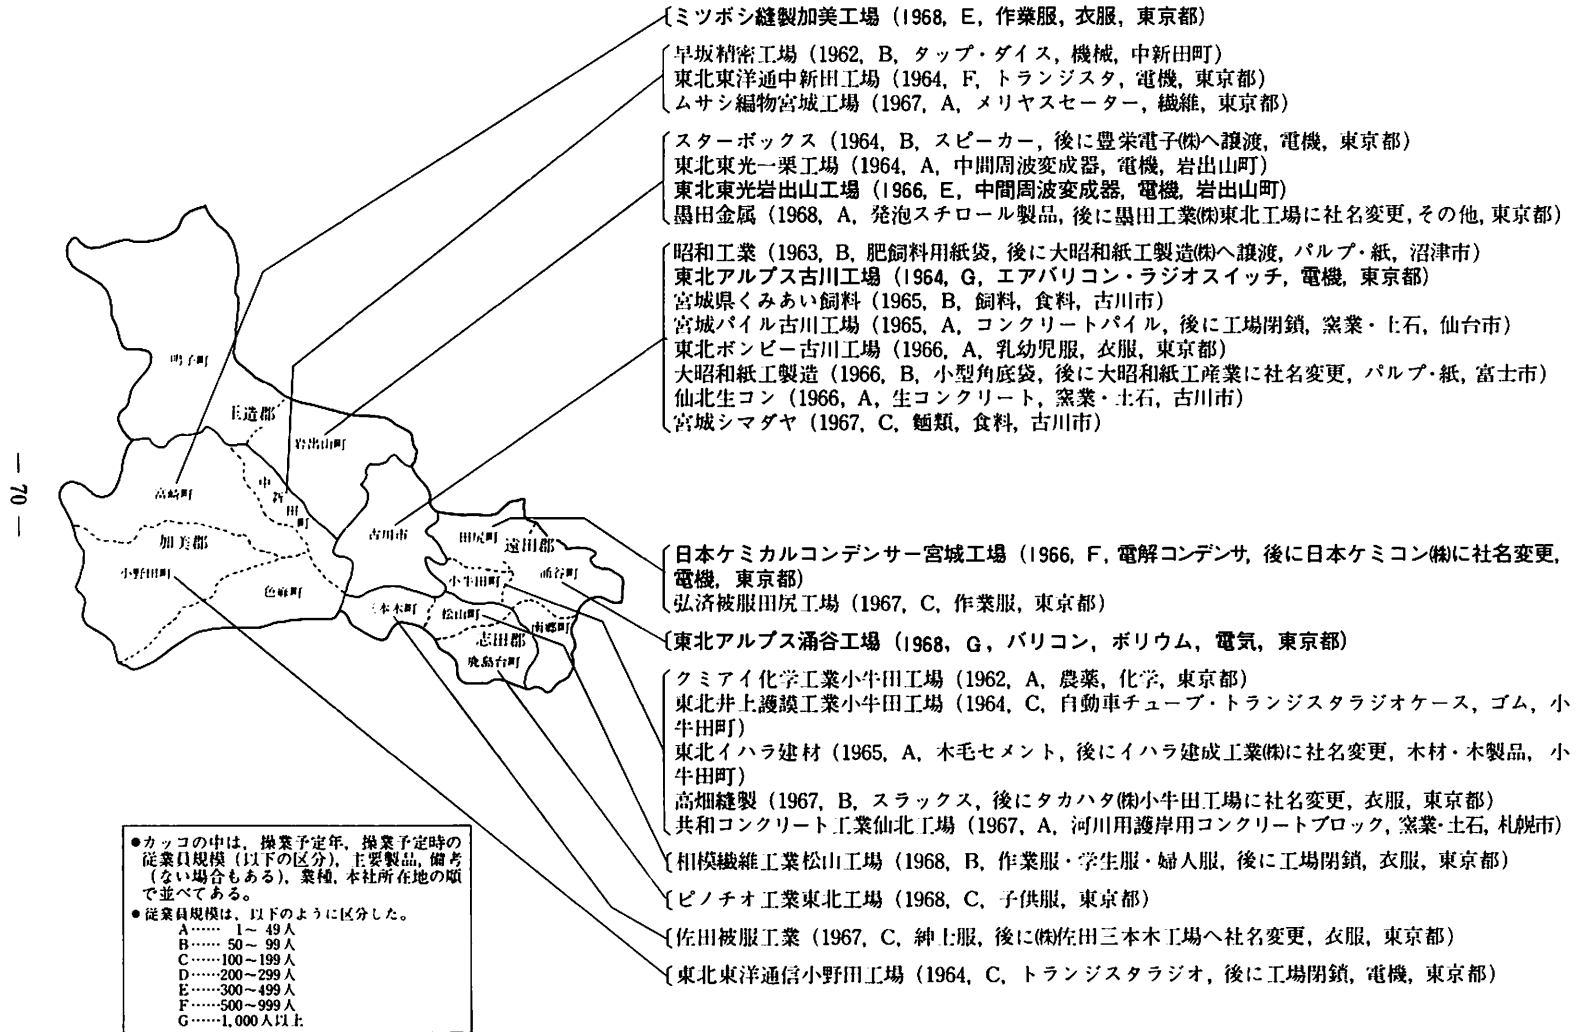 {ミツボシ縫製加美工場 (1968, E, 作業服, 衣服, 東京都)
早坂精密工場 (1962, B, タップ・ダイス, 機械, 中新田町)
東北東洋通中新田工場 (1964, F, トランジスタ, 電機, 東京都)
ムサシ編物宮城工場 (1967, A, メリヤスセーター, 繊維, 東京都)
スターボックス (1964, B, スピーカー, 後に豊栄電子㈱へ譲渡, 電機, 東京都)
東北東光一栗工場 (1964, A, 中間周波変成器, 電機, 岩出山町)
東北東光岩出山工場 (1966, E, 中間周波変成器, 電機, 岩出山町)
墨田金属 (1968, A, 発泡スチロール製品, 後に墨田工業㈱東北工場に社名変更, その他, 東京都)
昭和工業 (1963, B, 肥飼料用紙袋, 後に大昭和紙工製造㈱へ譲渡, パルプ・紙, 沼津市)
東北アルプス古川工場 (1964, G, エアバリコン・ラジオスイッチ, 電機, 東京都)
宮城県くみあい飼料 (1965, B, 飼料, 食料, 古川市)
宮城パイル古川工場 (1965, A, コンクリートパイル, 後に工場閉鎖, 窯業・土石, 仙台市)
東北ボンビー古川工場 (1966, A, 乳幼児服, 衣服, 東京都)
大昭和紙工製造 (1966, B, 小型角底袋, 後に大昭和紙工産業に社名変更, パルプ・紙, 富士市)
仙北生コン (1966, A, 生コンクリート, 窯業・土石, 古川市)
宮城シマダヤ (1967, C, 麺類, 食料, 古川市)
鳴子町
玉造郡
岩出山町
宮崎町
中新田町
古川市
田尻町
遠田郡
加美郡
小野田町
色麻町
小牛田町
涌谷町
三本木町
松山町
南郷町
志田郡
鹿島台町
日本ケミカルコンデンサー宮城工場 (1966, F, 電解コンデンサ, 後に日本ケミコン㈱に社名変更,
電機, 東京都)
弘済被服田尻工場 (1967, C, 作業服, 東京都)
{東北アルプス涌谷工場 (1968, G, バリコン, ボリウム, 電気, 東京都)
クミアイ化学工業小牛田工場 (1962, A, 農薬, 化学, 東京都)
東北井上護謨工業小牛田工場 (1964, C, 自動車チューブ・トランジスタラジオケース, ゴム, 小
牛田町)
東北イハラ建材 (1965, A, 木毛セメント, 後にイハラ建成工業㈱に社名変更, 木材・木製品, 小
牛田町)
高畑縫製 (1967, B, スラックス, 後にタカハタ㈱小牛田工場に社名変更, 衣服, 東京都)
共和コンクリート工業仙北工場 (1967, A, 河川用護岸用コンクリートブロック, 窯業・土石, 札幌市)
{相模繊維工業松山工場 (1968, B, 作業服・学生服・婦人服, 後に工場閉鎖, 衣服, 東京都)
{ピノチオ工業東北工場 (1968, C, 子供服, 東京都)
{佐田被服工業 (1967, C, 紳士服, 後に㈱佐田三本木工場へ社名変更, 衣服, 東京都)
{東北東洋通信小野田工場 (1964, C, トランジスタラジオ, 後に工場閉鎖, 電機, 東京都)
●カッコの中は, 操業予定年, 操業予定時の
従業員規模 (以下の区分), 主要製品, 備考
(ない場合もある), 業種, 本社所在地の順
で並べてある。
●従業員規模は, 以下のように区分した。
A…… 1～ 49人
B…… 50～ 99人
C……100～199人
D……200～299人
E……300～499人
F……500～999人
G……1,000人以上
— 70 —